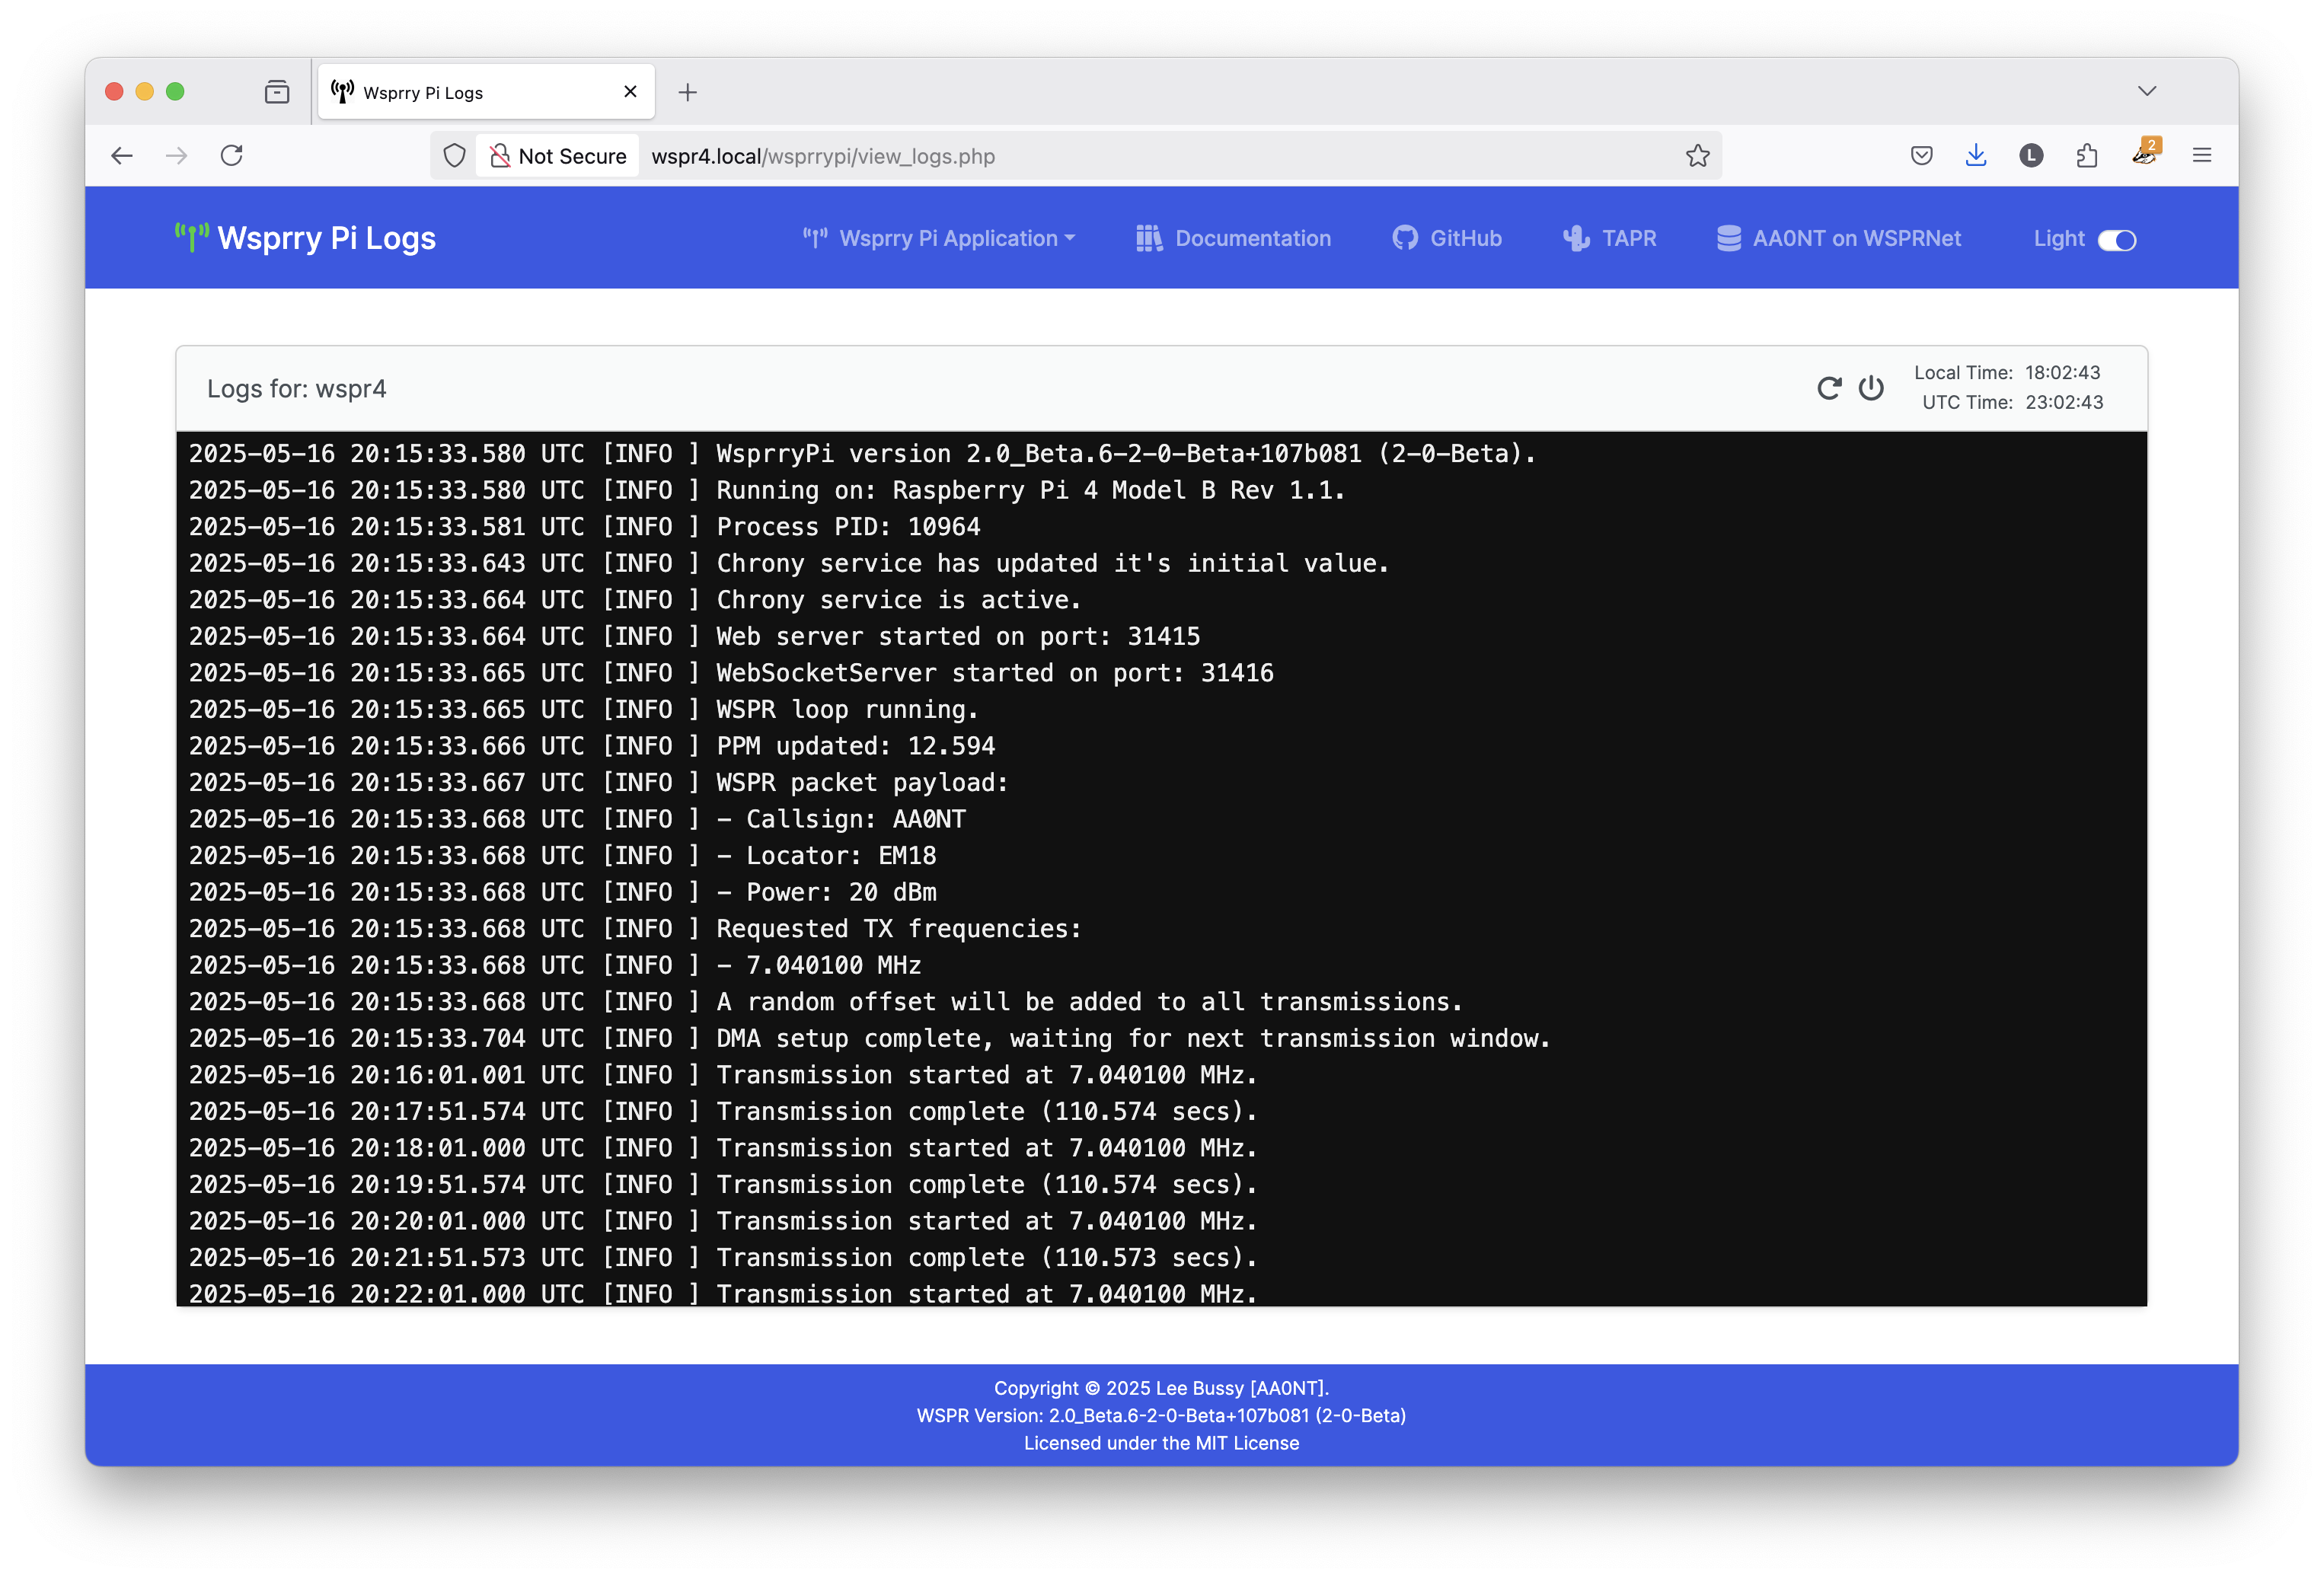 Wsprry Pi Logs
Not Secure wspr4.local/wsprrypi/view_logs.php
L 2
Wsprry Pi Logs Wsprry Pi Application Documentation GitHub TAPR AA0NT on WSPRNet Light
Logs for: wspr4
Local Time: 18:02:43
UTC Time: 23:02:43
2025-05-16 20:15:33.580 UTC [INFO ] WsprryPi version 2.0_Beta.6-2-0-Beta+107b081 (2-0-Beta).
2025-05-16 20:15:33.580 UTC [INFO ] Running on: Raspberry Pi 4 Model B Rev 1.1.
2025-05-16 20:15:33.581 UTC [INFO ] Process PID: 10964
2025-05-16 20:15:33.643 UTC [INFO ] Chrony service has updated it's initial value.
2025-05-16 20:15:33.664 UTC [INFO ] Chrony service is active.
2025-05-16 20:15:33.664 UTC [INFO ] Web server started on port: 31415
2025-05-16 20:15:33.665 UTC [INFO ] WebSocketServer started on port: 31416
2025-05-16 20:15:33.665 UTC [INFO ] WSPR loop running.
2025-05-16 20:15:33.666 UTC [INFO ] PPM updated: 12.594
2025-05-16 20:15:33.667 UTC [INFO ] WSPR packet payload:
2025-05-16 20:15:33.668 UTC [INFO ] - Callsign: AA0NT
2025-05-16 20:15:33.668 UTC [INFO ] - Locator: EM18
2025-05-16 20:15:33.668 UTC [INFO ] - Power: 20 dBm
2025-05-16 20:15:33.668 UTC [INFO ] Requested TX frequencies:
2025-05-16 20:15:33.668 UTC [INFO ] - 7.040100 MHz
2025-05-16 20:15:33.668 UTC [INFO ] A random offset will be added to all transmissions.
2025-05-16 20:15:33.704 UTC [INFO ] DMA setup complete, waiting for next transmission window.
2025-05-16 20:16:01.001 UTC [INFO ] Transmission started at 7.040100 MHz.
2025-05-16 20:17:51.574 UTC [INFO ] Transmission complete (110.574 secs).
2025-05-16 20:18:01.000 UTC [INFO ] Transmission started at 7.040100 MHz.
2025-05-16 20:19:51.574 UTC [INFO ] Transmission complete (110.574 secs).
2025-05-16 20:20:01.000 UTC [INFO ] Transmission started at 7.040100 MHz.
2025-05-16 20:21:51.573 UTC [INFO ] Transmission complete (110.573 secs).
2025-05-16 20:22:01.000 UTC [INFO ] Transmission started at 7.040100 MHz.
Copyright © 2025 Lee Bussy [AA0NT].
WSPR Version: 2.0_Beta.6-2-0-Beta+107b081 (2-0-Beta)
Licensed under the MIT License